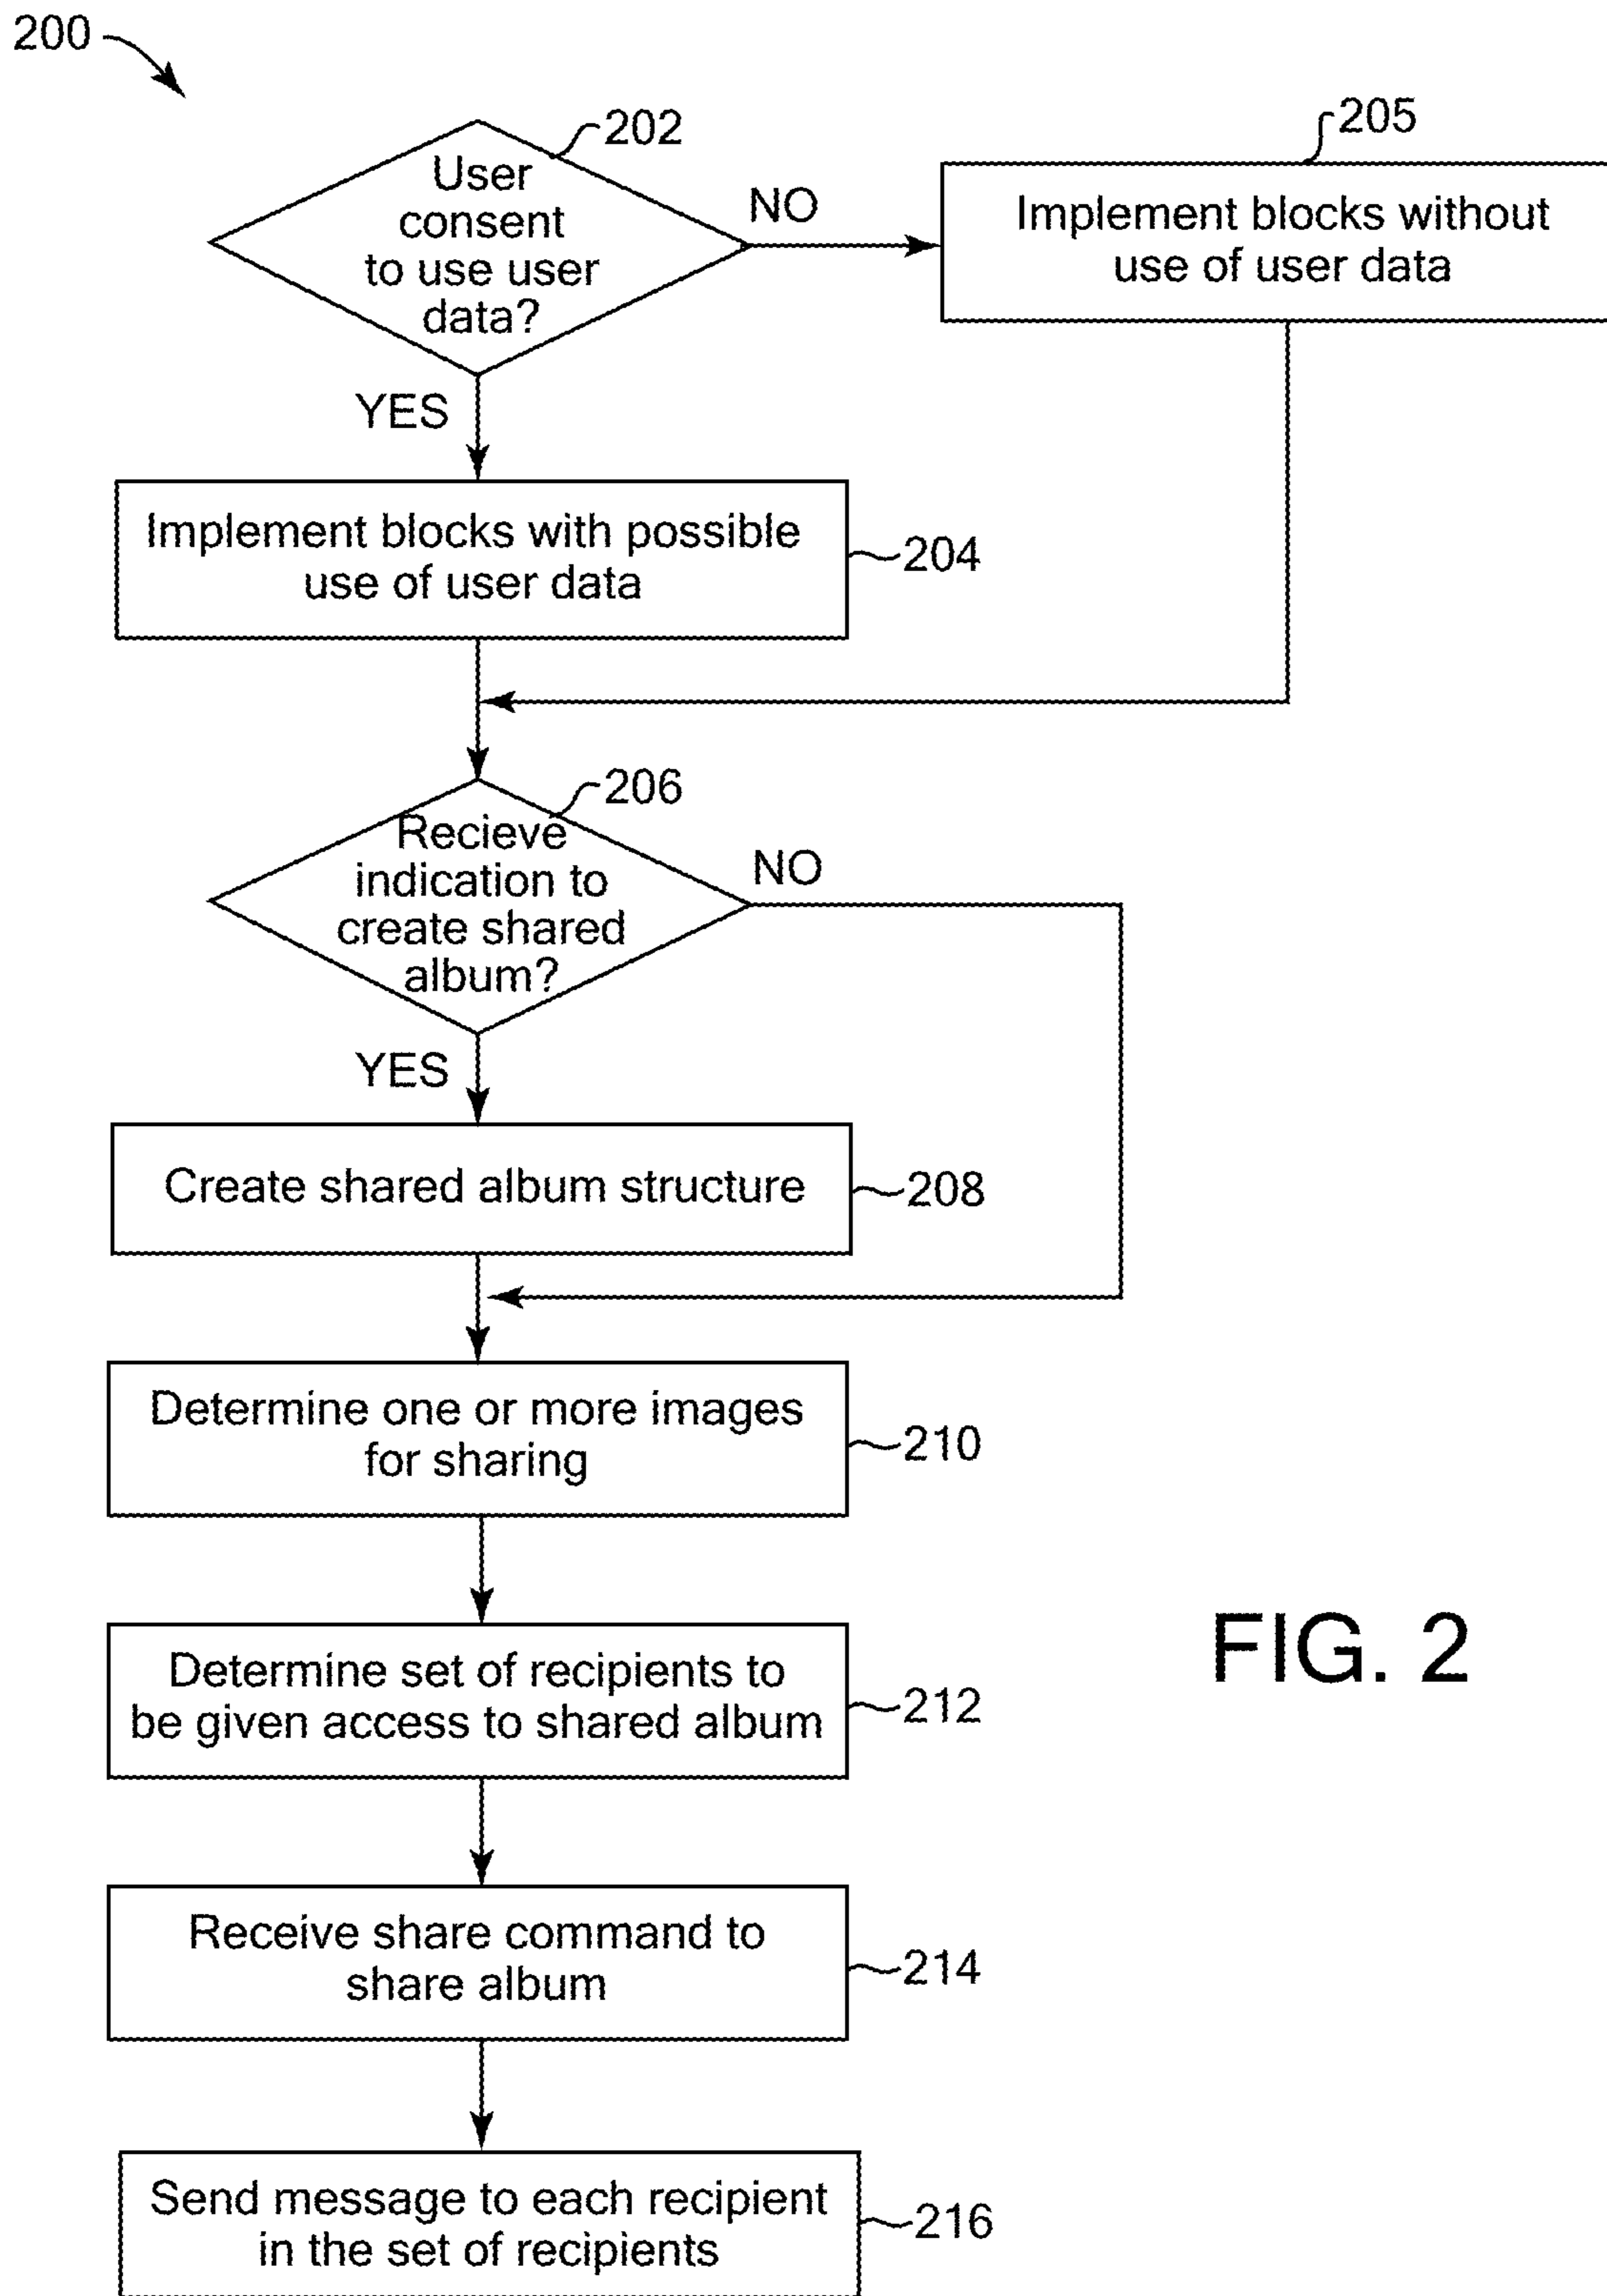 200
202
205
User
consent
to use user
data?
NO
Implement blocks without
use of user data
YES
Implement blocks with possible
use of user data
204
206
Recieve
indication to
create shared
album?
NO
YES
Create shared album structure
208
Determine one or more images
for sharing
210
Determine set of recipients to
be given access to shared album
212
FIG. 2
Receive share command to
share album
214
Send message to each recipient
in the set of recipients
216